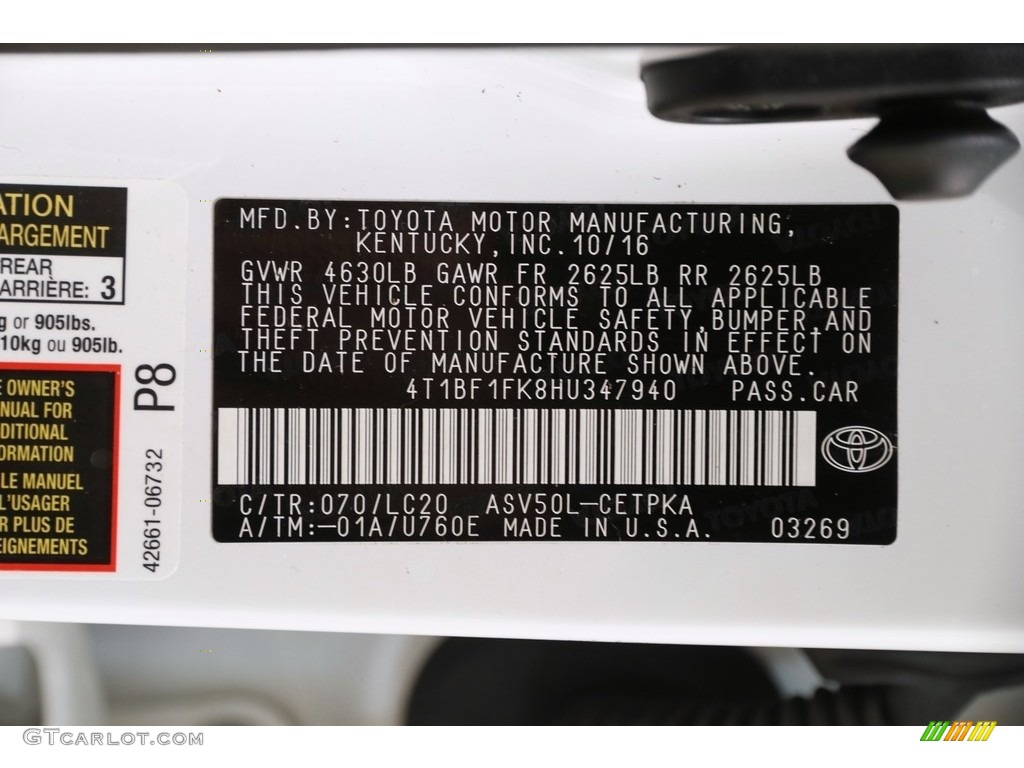 ATION
ARGEMENT
REAR
ARRIÈRE: 3
g or 905lbs.
10kg ou 905lb.
E OWNER'S
NUAL FOR
DDITIONAL
ORMATION
LE MANUEL
L'USAGER
R PLUS DE
EIGNEMENTS
P8
42661-06732
MFD.BY:TOYOTA MOTOR MANUFACTURING,
KENTUCKY,INC.10/16
GVWR 4630LB GAWR FR 2625LB RR 2625LB
THIS VEHICLE CONFORMS TO ALL APPLICABLE
FEDERAL MOTOR VEHICLE SAFETY,BUMPER,AND
THEFT PREVENTION STANDARDS IN EFFECT ON
THE DATE OF MANUFACTURE SHOWN ABOVE.
4T1BF1FK8HU347940 PASS.CAR
C/TR:070/LC20 ASV50L-CETPKA
A/TM:-01A/U760E MADE IN U.S.A. 03269
GTCARLOT.COM